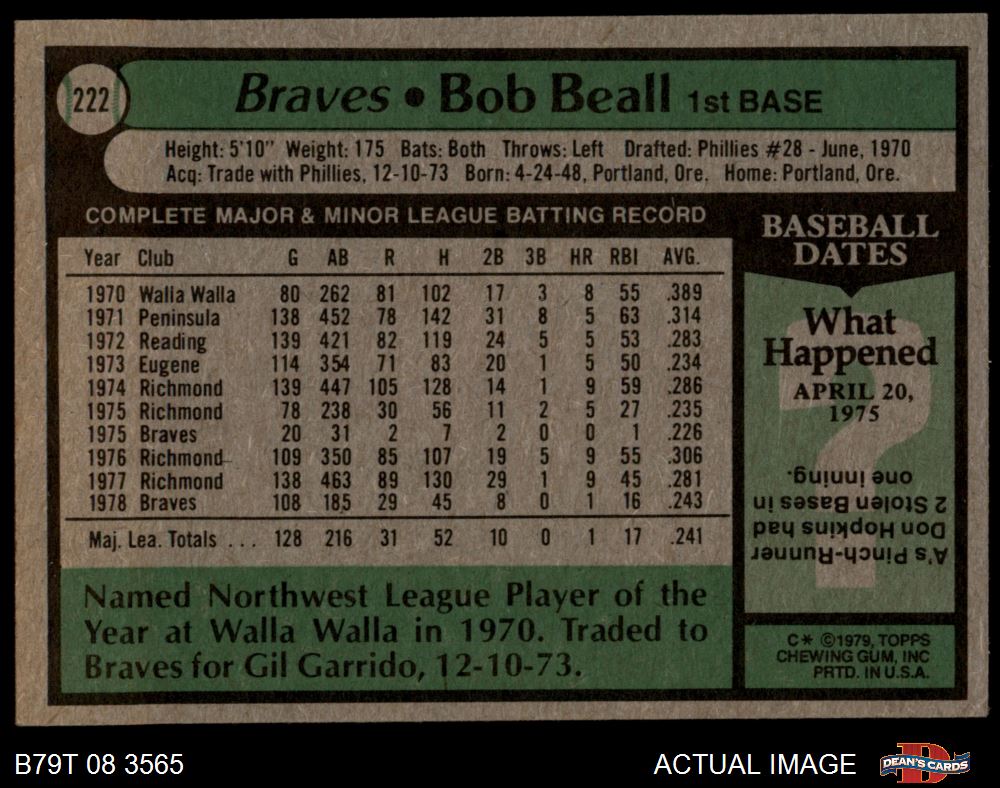 222
Braves • Bob Beall 1st BASE
Height: 5'10" Weight: 175 Bats: Both Throws: Left Drafted: Phillies #28 - June, 1970
Acq: Trade with Phillies, 12-10-73 Born: 4-24-48, Portland, Ore. Home: Portland, Ore.
COMPLETE MAJOR & MINOR LEAGUE BATTING RECORD
Year Club G AB R H 2B 3B HR RBI AVG.
1970 Walla Walla 80 262 81 102 17 3 8 55 .389
1971 Peninsula 138 452 78 142 31 8 5 63 .314
1972 Reading 139 421 82 119 24 5 5 53 .283
1973 Eugene 114 354 71 83 20 1 5 50 .234
1974 Richmond 139 447 105 128 14 1 9 59 .286
1975 Richmond 78 238 30 56 11 2 5 27 .235
1975 Braves 20 31 2 7 2 0 0 1 .226
1976 Richmond 109 350 85 107 19 5 9 55 .306
1977 Richmond 138 463 89 130 29 1 9 45 .281
1978 Braves 108 185 29 45 8 0 1 16 .243
Maj. Lea. Totals . . . 128 216 31 52 10 0 1 17 .241
Named Northwest League Player of the
Year at Walla Walla in 1970. Traded to
Braves for Gil Garrido, 12-10-73.
BASEBALL
DATES
What
Happened
APRIL 20,
1975
?
A's Pinch-Runner
Don Hopkins had
2 Stolen Bases in
one inning.
C* ©1979, TOPPS
CHEWING GUM, INC
PRTD. IN U.S.A.
B79T 08 3565
ACTUAL IMAGE
D
DEAN'S CARDS